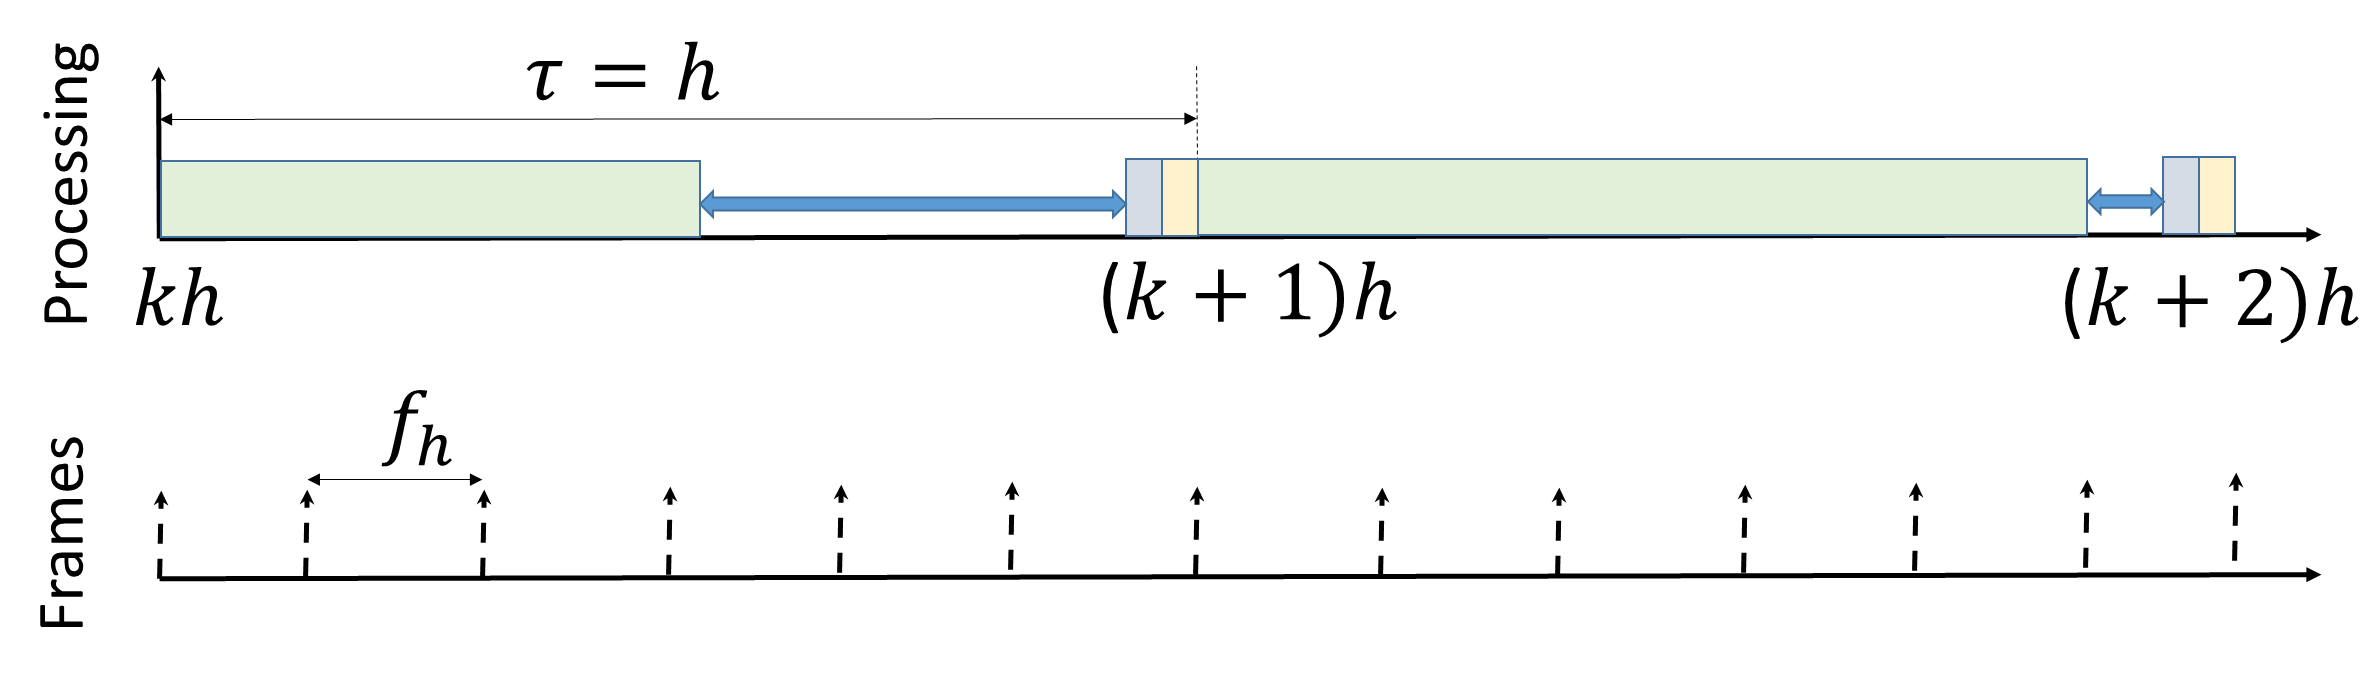 Processing
τ = h
kh
(k + 1)h
(k + 2)h
Frames
f_h